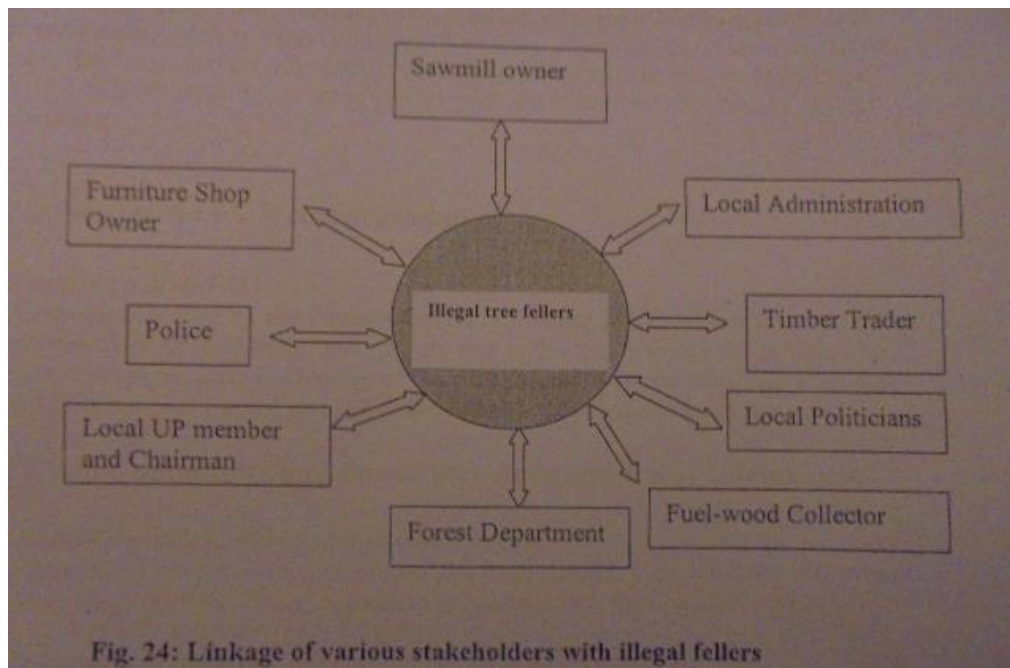 Sawmill owner
Furniture Shop
Owner
Local Administration
Illegal tree fellers
Police
Timber Trader
Local UP member
and Chairman
Local Politicians
Forest Department
Fuel-wood Collector
Fig. 24: Linkage of various stakeholders with illegal fellers